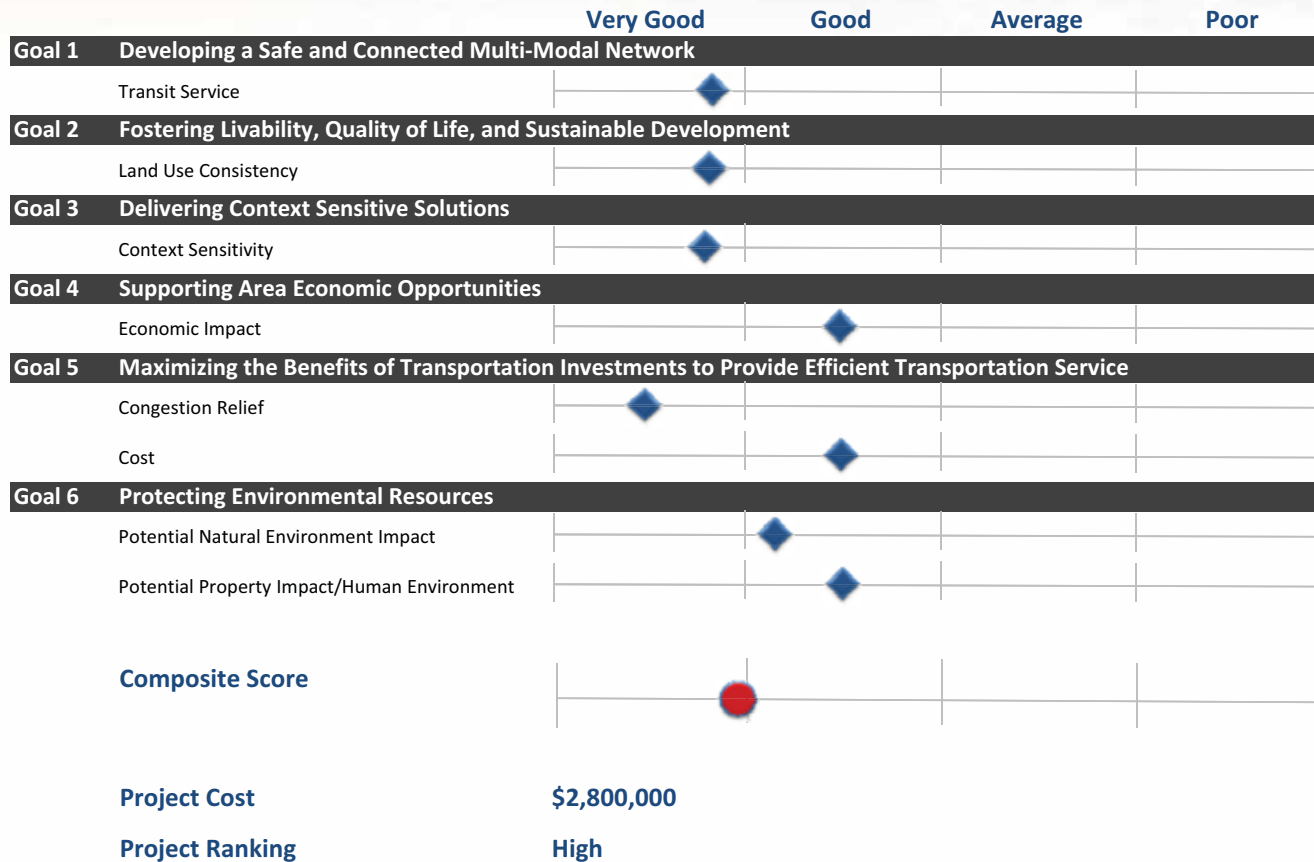 Very Good Good Average Poor
Goal 1 Developing a Safe and Connected Multi-Modal Network
Transit Service
Goal 2 Fostering Livability, Quality of Life, and Sustainable Development
Land Use Consistency
Goal 3 Delivering Context Sensitive Solutions
Context Sensitivity
Goal 4 Supporting Area Economic Opportunities
Economic Impact
Goal 5 Maximizing the Benefits of Transportation Investments to Provide Efficient Transportation Service
Congestion Relief
Cost
Goal 6 Protecting Environmental Resources
Potential Natural Environment Impact
Potential Property Impact/Human Environment
Composite Score
Project Cost $2,800,000
Project Ranking High